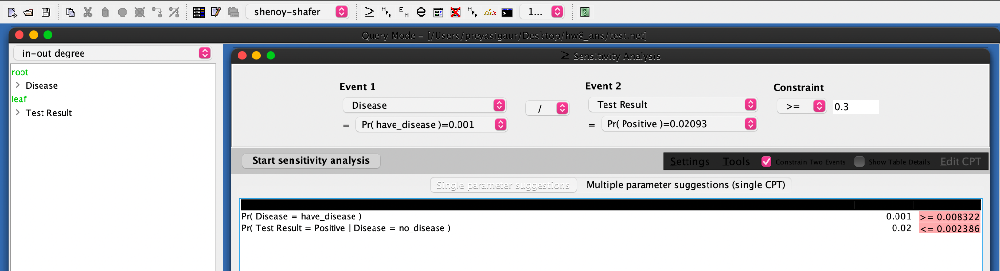 shenoy-shafer
1...
Query Mode - [/Users/preyasigaur/Desktop/hw8_ans/test.net]
in-out degree
root
Disease
leaf
Test Result
≥ Sensitivity Analysis
Event 1
Event 2
Constraint
Disease
/
Test Result
>=
0.3
= Pr( have_disease )=0.001
= Pr( Positive )=0.02093
Start sensitivity analysis
Settings
Tools
Constrain Two Events
Show Table Details
Edit CPT
Single parameter suggestions
Multiple parameter suggestions (single CPT)
Pr( Disease = have_disease ) 0.001 >= 0.008322
Pr( Test Result = Positive | Disease = no_disease ) 0.02 <= 0.002386